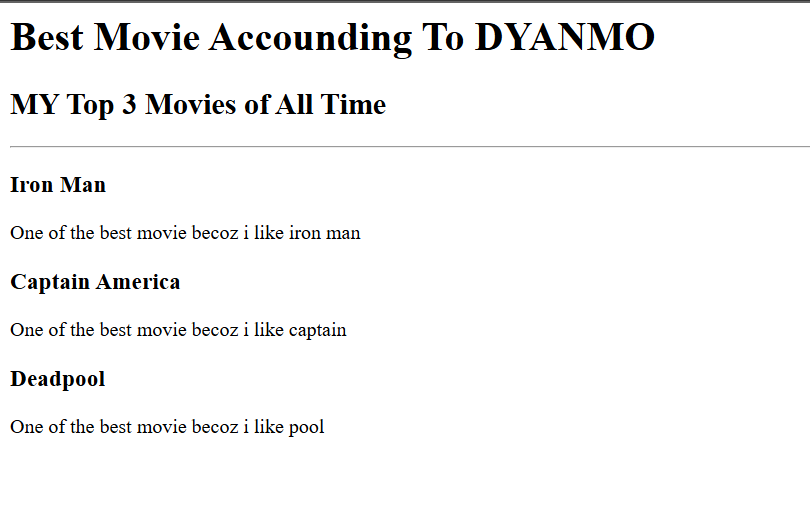 Best Movie Accounding To DYANMO
MY Top 3 Movies of All Time
Iron Man
One of the best movie becoz i like iron man
Captain America
One of the best movie becoz i like captain
Deadpool
One of the best movie becoz i like pool